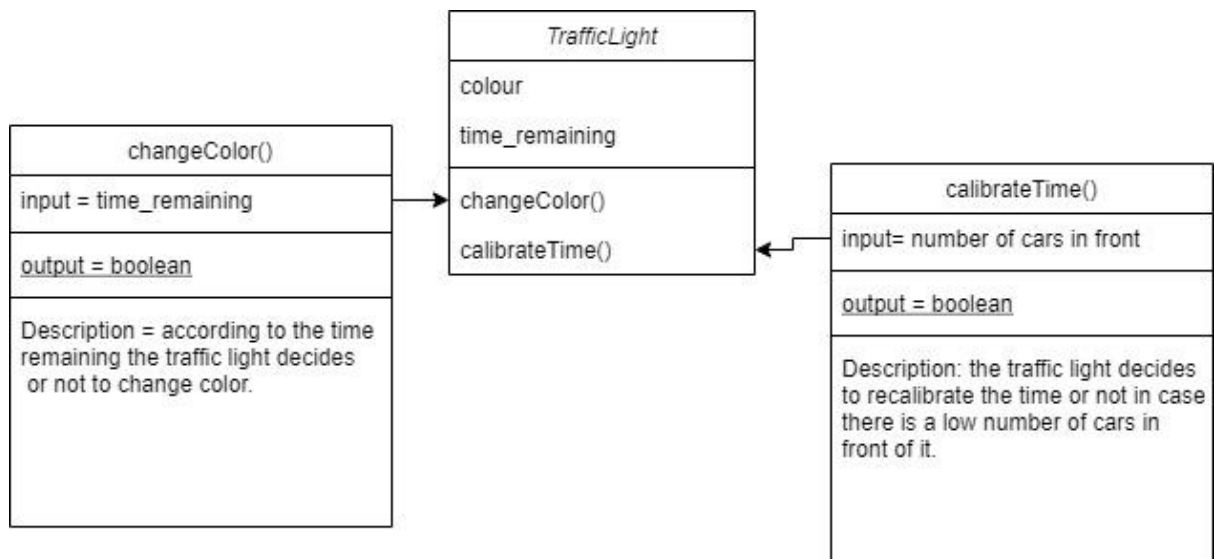 TrafficLight
colour
time_remaining
changeColor()
calibrateTime()
changeColor()
input = time_remaining
output = boolean
Description = according to the time
remaining the traffic light decides
or not to change color.
calibrateTime()
input= number of cars in front
output = boolean
Description: the traffic light decides
to recalibrate the time or not in case
there is a low number of cars in
front of it.